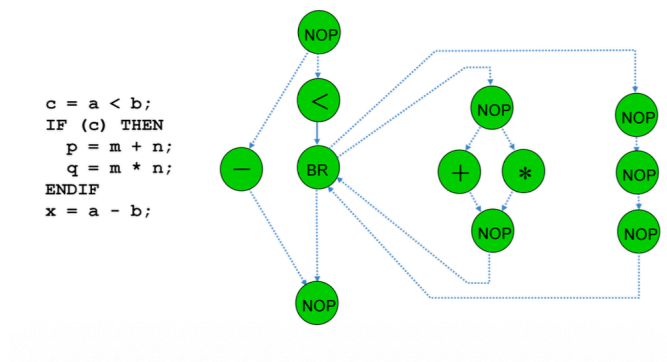 c = a < b;
IF (c) THEN
p = m + n;
q = m * n;
ENDIF
x = a - b;
NOP
<
−
BR
NOP
NOP
+
*
NOP
NOP
NOP
NOP